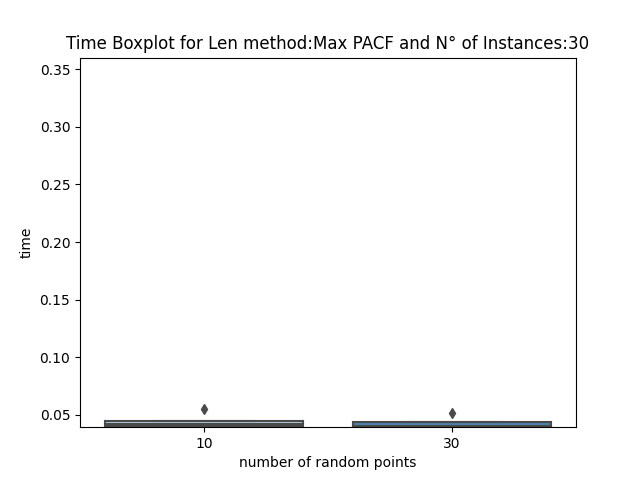 Time Boxplot for Len method:Max PACF and N° of Instances:30
0.35
0.30
0.25
0.20
0.15
0.10
0.05
time
10 30
number of random points